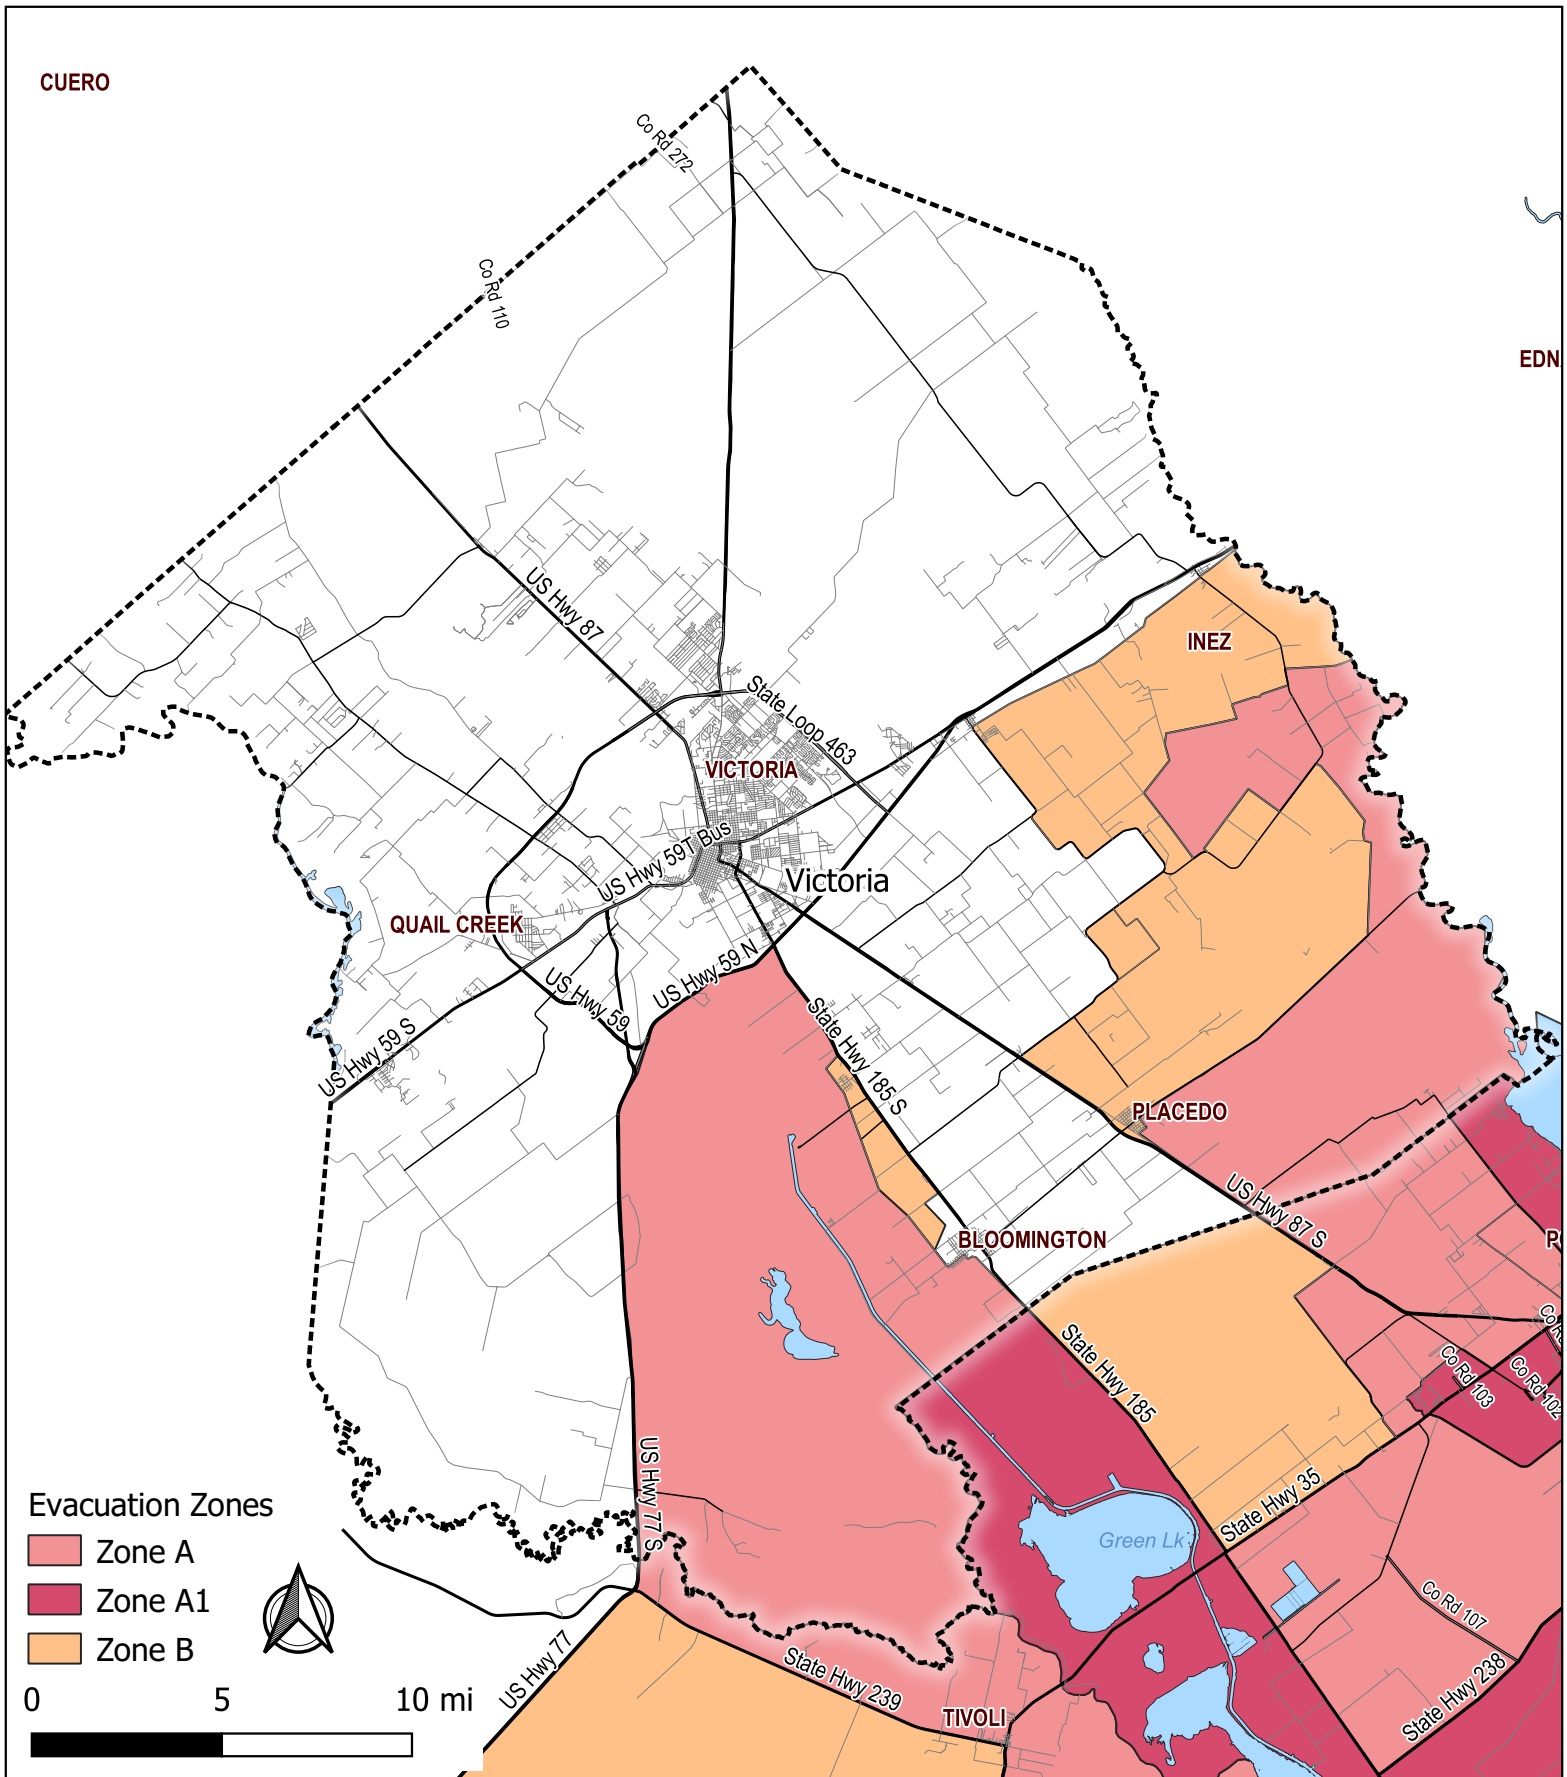 CUERO
Co Rd 272
Co Rd 110
EDN
US Hwy 87
INEZ
State Loop 463
VICTORIA
US Hwy 59T Bus
Victoria
QUAIL CREEK
US Hwy 59 N
US Hwy 59
State Hwy 185 S
US Hwy 59 S
PLACEDO
US Hwy 87 S
BLOOMINGTON
State Hwy 185
Co Rd 103
Co Rd 102
US Hwy 77 S
State Hwy 35
Green Lk
Co Rd 107
US Hwy 77
State Hwy 239
State Hwy 238
TIVOLI
Evacuation Zones
Zone A
Zone A1
Zone B
0 5 10 mi